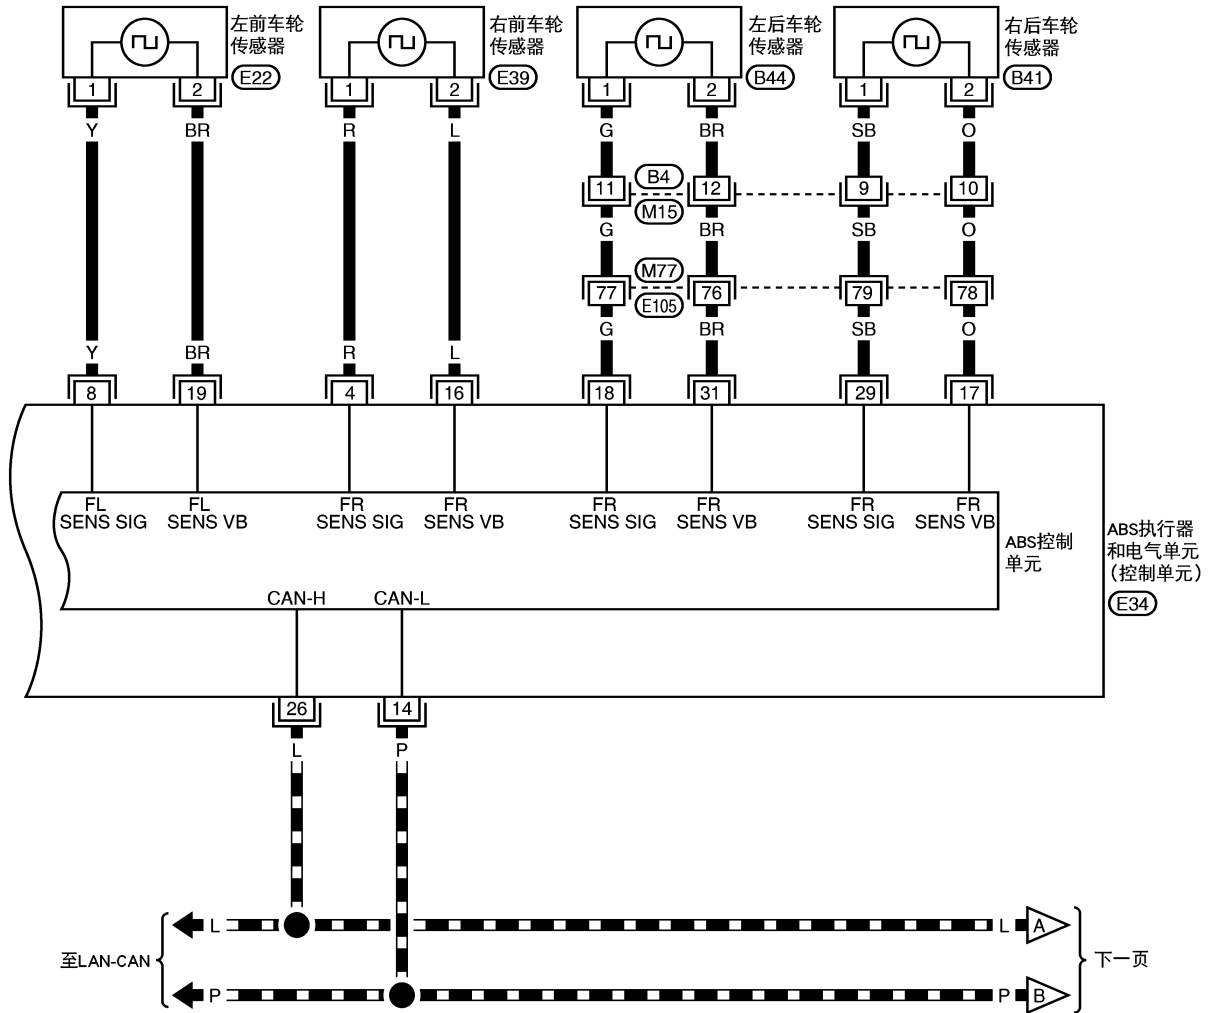 左前车轮
传感器
E22
右前车轮
传感器
E39
左后车轮
传感器
B44
右后车轮
传感器
B41
1 2 1 2 1 2 1 2
Y BR R L G BR SB O
11 B4 12 9 10
M15
G BR SB O
M77
77 76 79 78
E105
G BR SB O
Y BR R L
8 19 4 16 18 31 29 17
FL FL FR FR FR FR FR FR
SENS SIG SENS VB SENS SIG SENS VB SENS SIG SENS VB SENS SIG SENS VB
ABS控制
单元
ABS执行器
和电气单元
(控制单元)
E34
CAN-H CAN-L
26 14
L P
L L A
至LAN-CAN
下一页
P P B